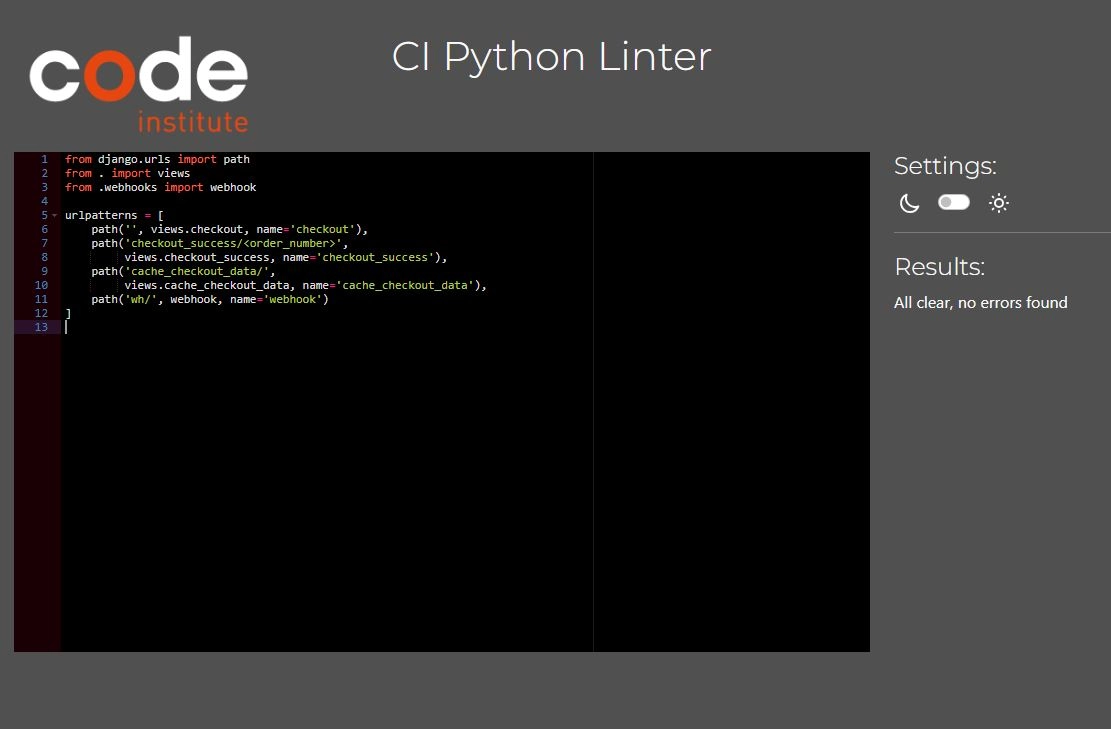 code
institute
CI Python Linter
1 from django.urls import path
2 from . import views
3 from .webhooks import webhook
4
5 urlpatterns = [
6     path('', views.checkout, name='checkout'),
7     path('checkout_success/<order_number>',
8          views.checkout_success, name='checkout_success'),
9     path('cache_checkout_data/',
10          views.cache_checkout_data, name='cache_checkout_data'),
11     path('wh/', webhook, name='webhook')
12 ]
13
Settings:
Results:
All clear, no errors found